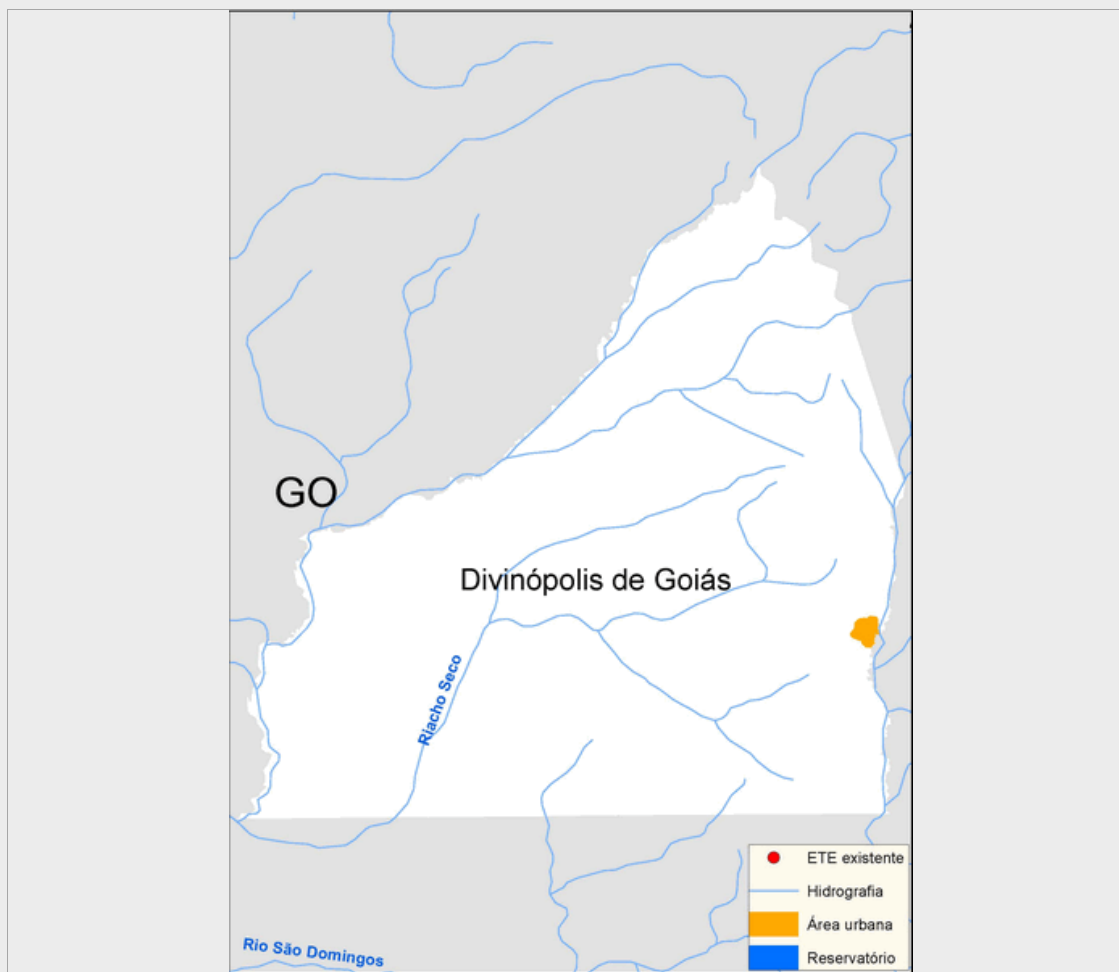 GO
Divinópolis de Goiás
Riacho Seco
ETE existente
Hidrografia
Área urbana
Reservatório
Rio São Domingos